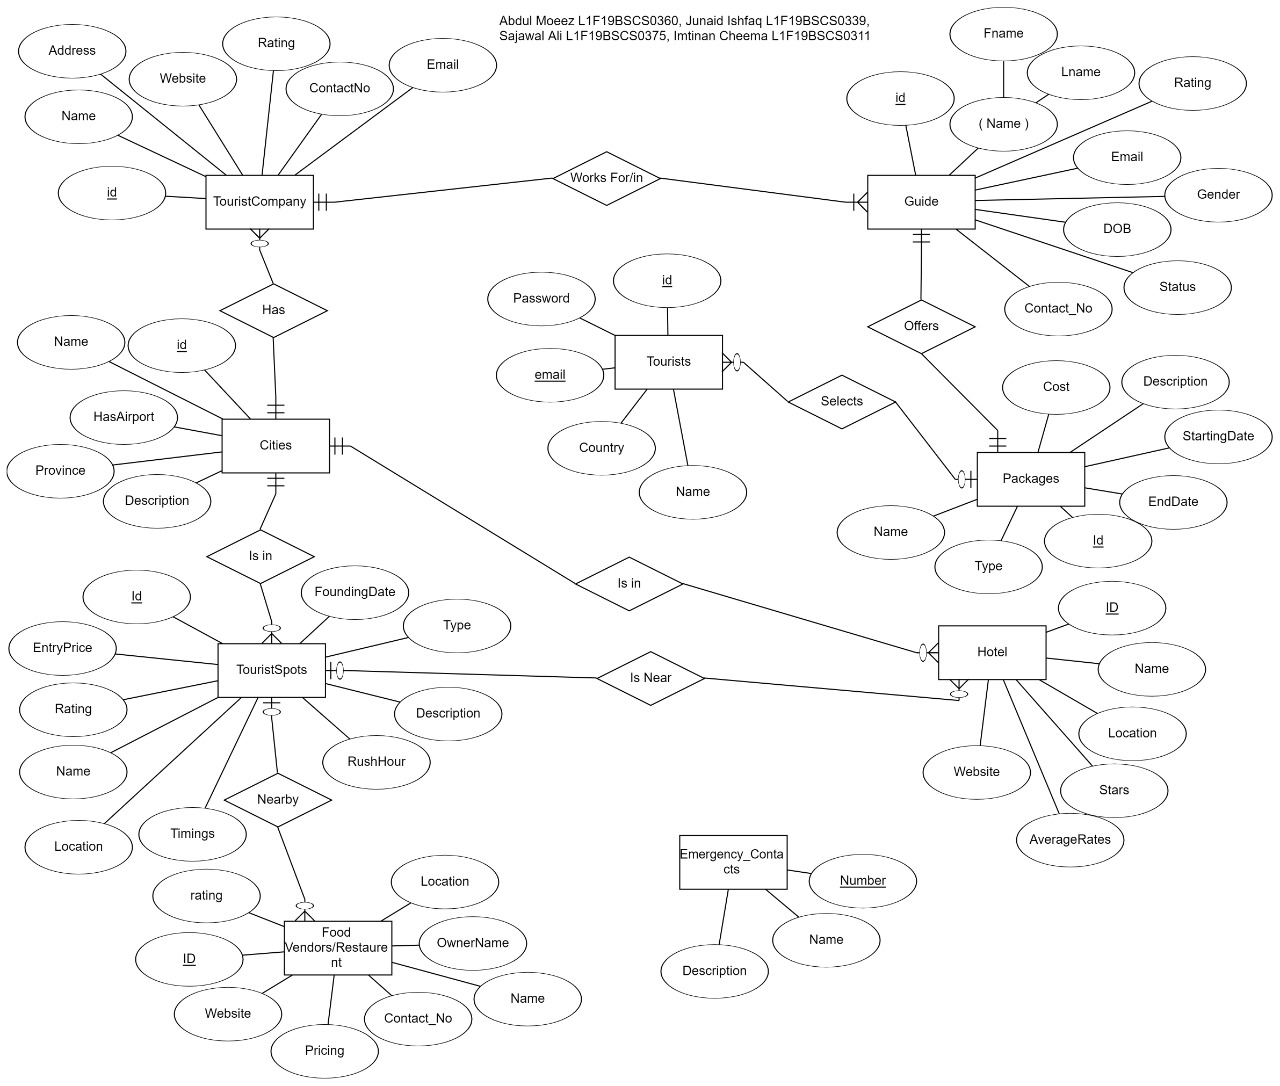 Abdul Moeez L1F19BSCS0360, Junaid Ishfaq L1F19BSCS0339,
Sajawal Ali L1F19BSCS0375, Imtinan Cheema L1F19BSCS0311
Address
Website
Rating
ContactNo
Email
Name
id
TouristCompany
Works For/in
Fname
Lname
id
( Name )
Rating
Email
Gender
DOB
Status
Contact_No
Guide
Has
Offers
Password
id
email
Tourists
Country
Name
Selects
Name
id
HasAirport
Province
Description
Cities
Cost
Description
StartingDate
EndDate
Id
Type
Name
Packages
Is in
Is in
Id
FoundingDate
Type
EntryPrice
TouristSpots
Rating
Description
Name
RushHour
Location
Timings
Is Near
ID
Hotel
Name
Location
Website
Stars
AverageRates
Nearby
rating
Location
ID
Food
Vendors/Restaure
nt
OwnerName
Name
Website
Contact_No
Pricing
Emergency_Conta
cts
Number
Name
Description